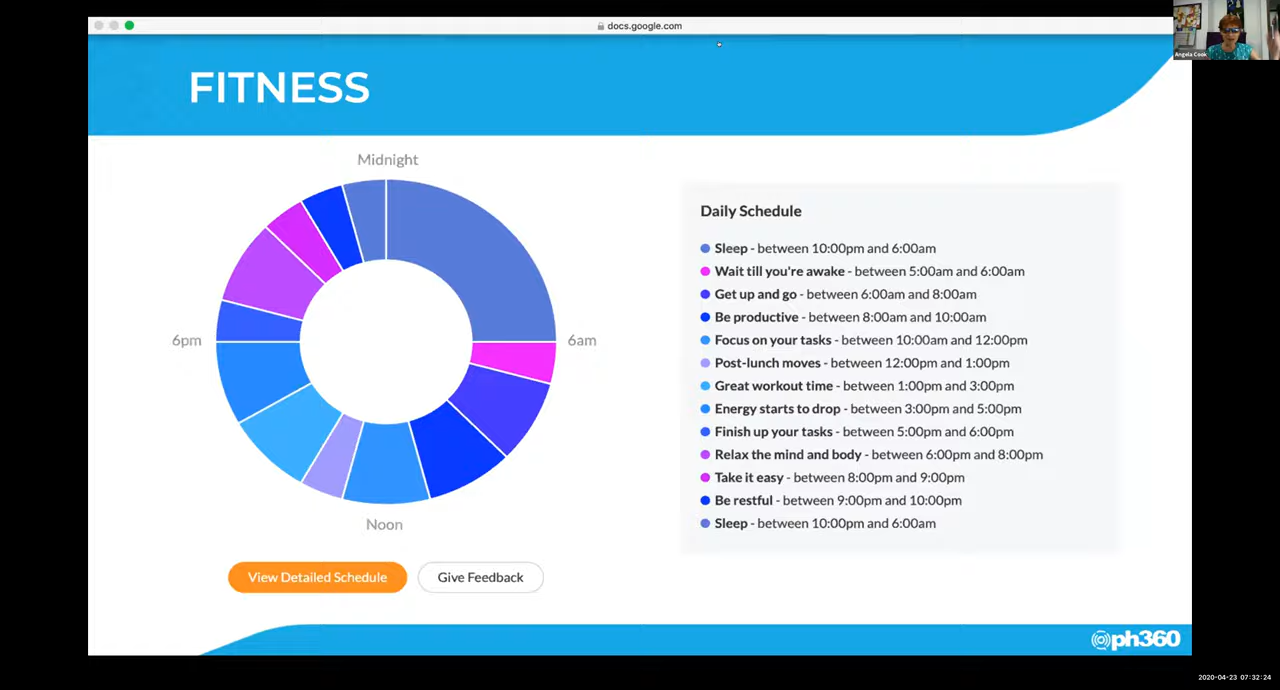 docs.google.com
Angela Cook
FITNESS
Midnight
6am
6pm
Noon
Daily Schedule
Sleep - between 10:00pm and 6:00am
Wait till you're awake - between 5:00am and 6:00am
Get up and go - between 6:00am and 8:00am
Be productive - between 8:00am and 10:00am
Focus on your tasks - between 10:00am and 12:00pm
Post-lunch moves - between 12:00pm and 1:00pm
Great workout time - between 1:00pm and 3:00pm
Energy starts to drop - between 3:00pm and 5:00pm
Finish up your tasks - between 5:00pm and 6:00pm
Relax the mind and body - between 6:00pm and 8:00pm
Take it easy - between 8:00pm and 9:00pm
Be restful - between 9:00pm and 10:00pm
Sleep - between 10:00pm and 6:00am
View Detailed Schedule
Give Feedback
ph360
2020-04-23 07:32:24